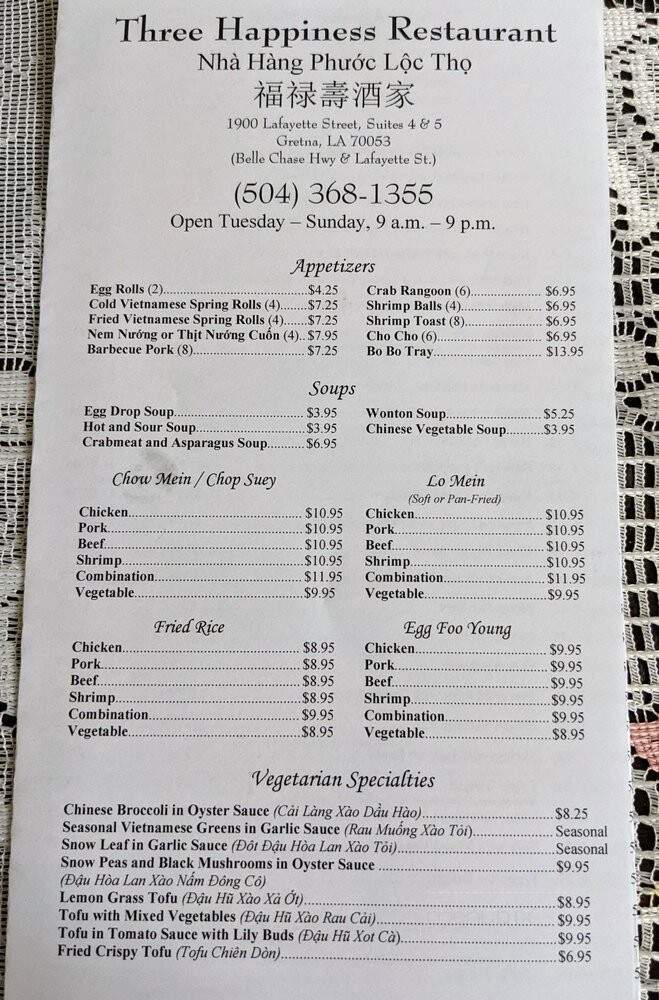 Three Happiness Restaurant
Nhà Hàng Phước Lộc Thọ
福禄壽酒家
1900 Lafayette Street, Suites 4 & 5
Gretna, LA 70053
(Belle Chase Hwy & Lafayette St.)
(504) 368-1355
Open Tuesday – Sunday, 9 a.m. – 9 p.m.
Appetizers
Egg Rolls (2)...$4.25
Cold Vietnamese Spring Rolls (4)...$7.25
Fried Vietnamese Spring Rolls (4)...$7.25
Nem Nướng or Thịt Nướng Cuốn (4)...$7.95
Barbecue Pork (8)...$7.25
Crab Rangoon (6)...$6.95
Shrimp Balls (4)...$6.95
Shrimp Toast (8)...$6.95
Cho Cho (6)...$6.95
Bo Bo Tray...$13.95
Soups
Egg Drop Soup...$3.95
Hot and Sour Soup...$3.95
Crabmeat and Asparagus Soup...$6.95
Wonton Soup...$5.25
Chinese Vegetable Soup...$3.95
Chow Mein / Chop Suey
Chicken...$10.95
Pork...$10.95
Beef...$10.95
Shrimp...$10.95
Combination...$11.95
Vegetable...$9.95
Lo Mein
(Soft or Pan-Fried)
Chicken...$10.95
Pork...$10.95
Beef...$10.95
Shrimp...$10.95
Combination...$11.95
Vegetable...$9.95
Fried Rice
Chicken...$8.95
Pork...$8.95
Beef...$8.95
Shrimp...$8.95
Combination...$9.95
Vegetable...$8.95
Egg Foo Young
Chicken...$9.95
Pork...$9.95
Beef...$9.95
Shrimp...$9.95
Combination...$9.95
Vegetable...$8.95
Vegetarian Specialties
Chinese Broccoli in Oyster Sauce (Cải Làng Xào Dầu Hào)...$8.25
Seasonal Vietnamese Greens in Garlic Sauce (Rau Muống Xào Tỏi)...Seasonal
Snow Leaf in Garlic Sauce (Đôt Đậu Hòa Lan Xào Tỏi)...Seasonal
Snow Peas and Black Mushrooms in Oyster Sauce...$9.95
(Đậu Hòa Lan Xào Nấm Đông Cô)
Lemon Grass Tofu (Đậu Hũ Xào Xả Ớt)...$8.95
Tofu with Mixed Vegetables (Đậu Hũ Xào Rau Cải)...$9.95
Tofu in Tomato Sauce with Lily Buds (Đậu Hũ Xot Cà)...$9.95
Fried Crispy Tofu (Tofu Chiên Dòn)...$6.95